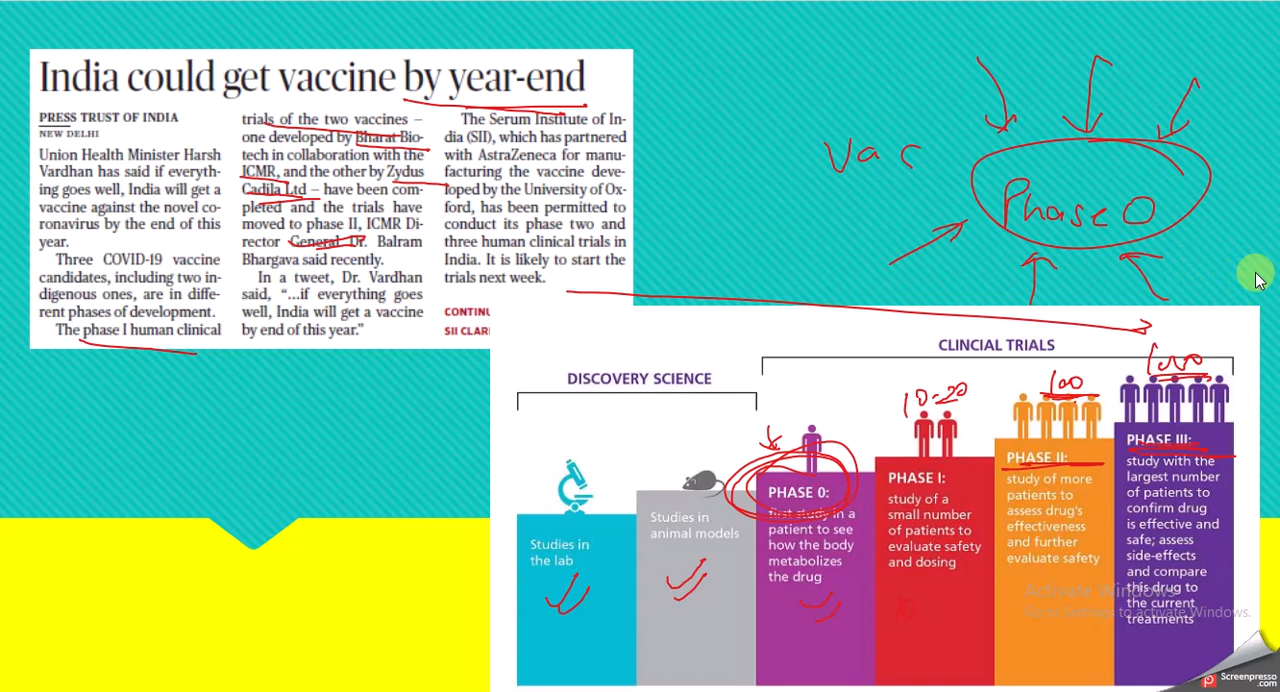 India could get vaccine by year-end
PRESS TRUST OF INDIA
NEW DELHI
Union Health Minister Harsh
Vardhan has said if everyth-
ing goes well, India will get a
vaccine against the novel co-
ronavirus by the end of this
year.
Three COVID-19 vaccine
candidates, including two in-
digenous ones, are in diffe-
rent phases of development.
The phase I human clinical
trials of the two vaccines –
one developed by Bharat Bio-
tech in collaboration with the
ICMR, and the other by Zydus
Cadila Ltd – have been com-
pleted and the trials have
moved to phase II, ICMR Di-
rector General Dr. Balram
Bhargava said recently.
In a tweet, Dr. Vardhan
said, “...if everything goes
well, India will get a vaccine
by end of this year.”
The Serum Institute of In-
dia (SII), which has partnered
with AstraZeneca for manu-
facturing the vaccine deve-
loped by the University of Ox-
ford, has been permitted to
conduct its phase two and
three human clinical trials in
India. It is likely to start the
trials next week.
CONTINU
SII CLAR
Vac
Phase 0
DISCOVERY SCIENCE
CLINCIAL TRIALS
10-20
100
1000
Studies in
the lab
Studies in
animal models
PHASE 0:
first study in a
patient to see
how the body
metabolizes
the drug
PHASE I:
study of a
small number
of patients to
evaluate safety
and dosing
PHASE II:
study of more
patients to
assess drug's
effectiveness
and further
evaluate safety
PHASE III:
study with the
largest number
of patients to
confirm drug
is effective and
safe; assess
side-effects
and compare
this drug to
the current
treatments
Activate Windows
Go to Settings to activate Windows.
Screenpresso
.com